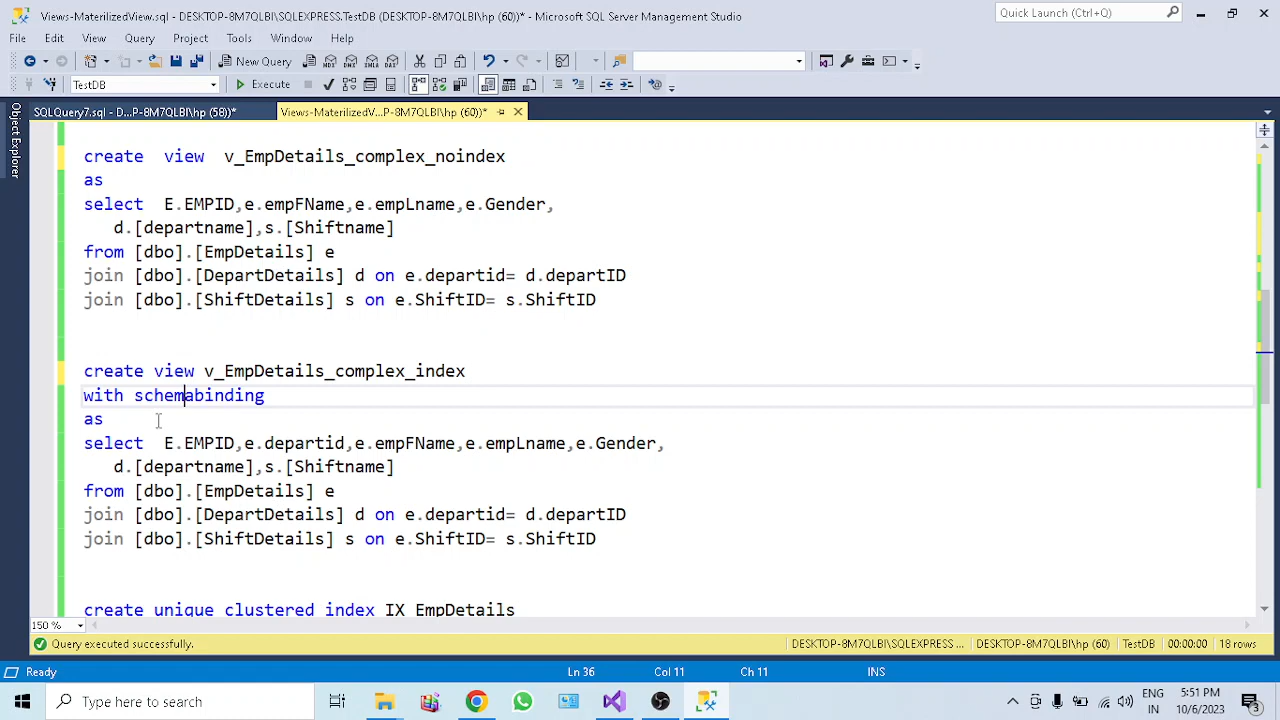 Views-MaterilizedView.sql - DESKTOP-8M7QLBI\SQLEXPRESS.TestDB (DESKTOP-8M7QLBI\hp (60))* - Microsoft SQL Server Management Studio
Quick Launch (Ctrl+Q)
File Edit View Query Project Tools Window Help
New Query
TestDB Execute
SQLQuery7.sql - D...P-8M7QLBI\hp (58))* Views-MaterilizedV...P-8M7QLBI\hp (60))*
Object Explorer
create view v_EmpDetails_complex_noindex
as
select E.EMPID,e.empFName,e.empLname,e.Gender,
d.[departname],s.[Shiftname]
from [dbo].[EmpDetails] e
join [dbo].[DepartDetails] d on e.departid= d.departID
join [dbo].[ShiftDetails] s on e.ShiftID= s.ShiftID
create view v_EmpDetails_complex_index
with schemabinding
as
select E.EMPID,e.departid,e.empFName,e.empLname,e.Gender,
d.[departname],s.[Shiftname]
from [dbo].[EmpDetails] e
join [dbo].[DepartDetails] d on e.departid= d.departID
join [dbo].[ShiftDetails] s on e.ShiftID= s.ShiftID
create unique clustered index IX EmpDetails
150 %
Query executed successfully. DESKTOP-8M7QLBI\SQLEXPRESS ... DESKTOP-8M7QLBI\hp (60) TestDB 00:00:00 18 rows
Ready Ln 36 Col 11 Ch 11 INS
Type here to search
ENG
IN
5:51 PM
10/6/2023
3